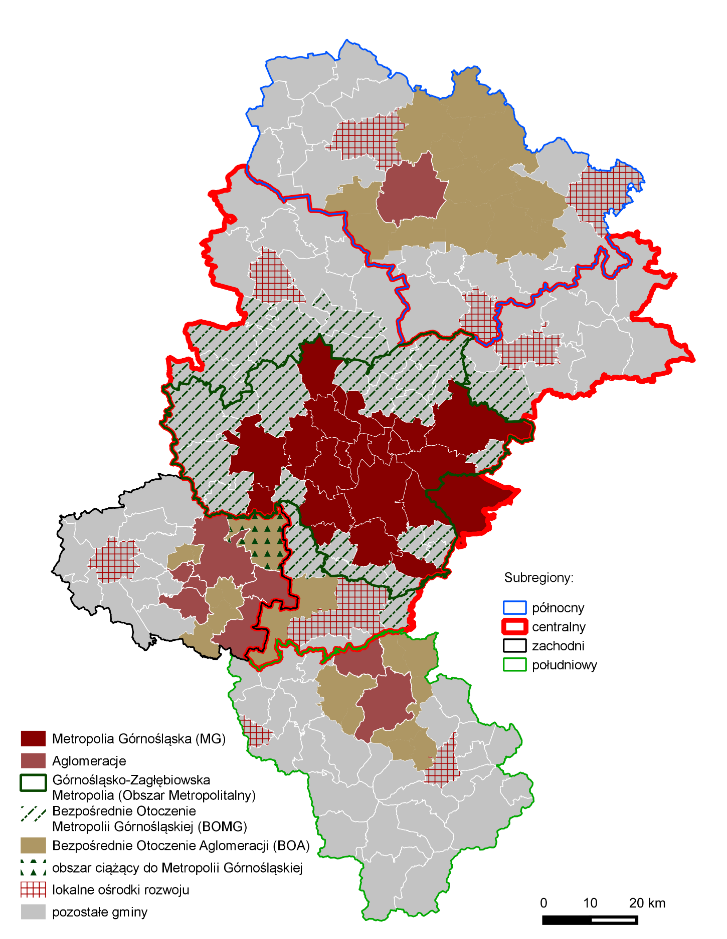 Subregiony:
północny
centralny
zachodni
południowy
Metropolia Górnośląska (MG)
Aglomeracje
Górnośląsko-Zagłębiowska
Metropolia (Obszar Metropolitalny)
Bezpośrednie Otoczenie
Metropolii Górnośląskiej (BOMG)
Bezpośrednie Otoczenie Aglomeracji (BOA)
obszar ciążący do Metropolii Górnośląskiej
lokalne ośrodki rozwoju
pozostałe gminy
0 10 20 km